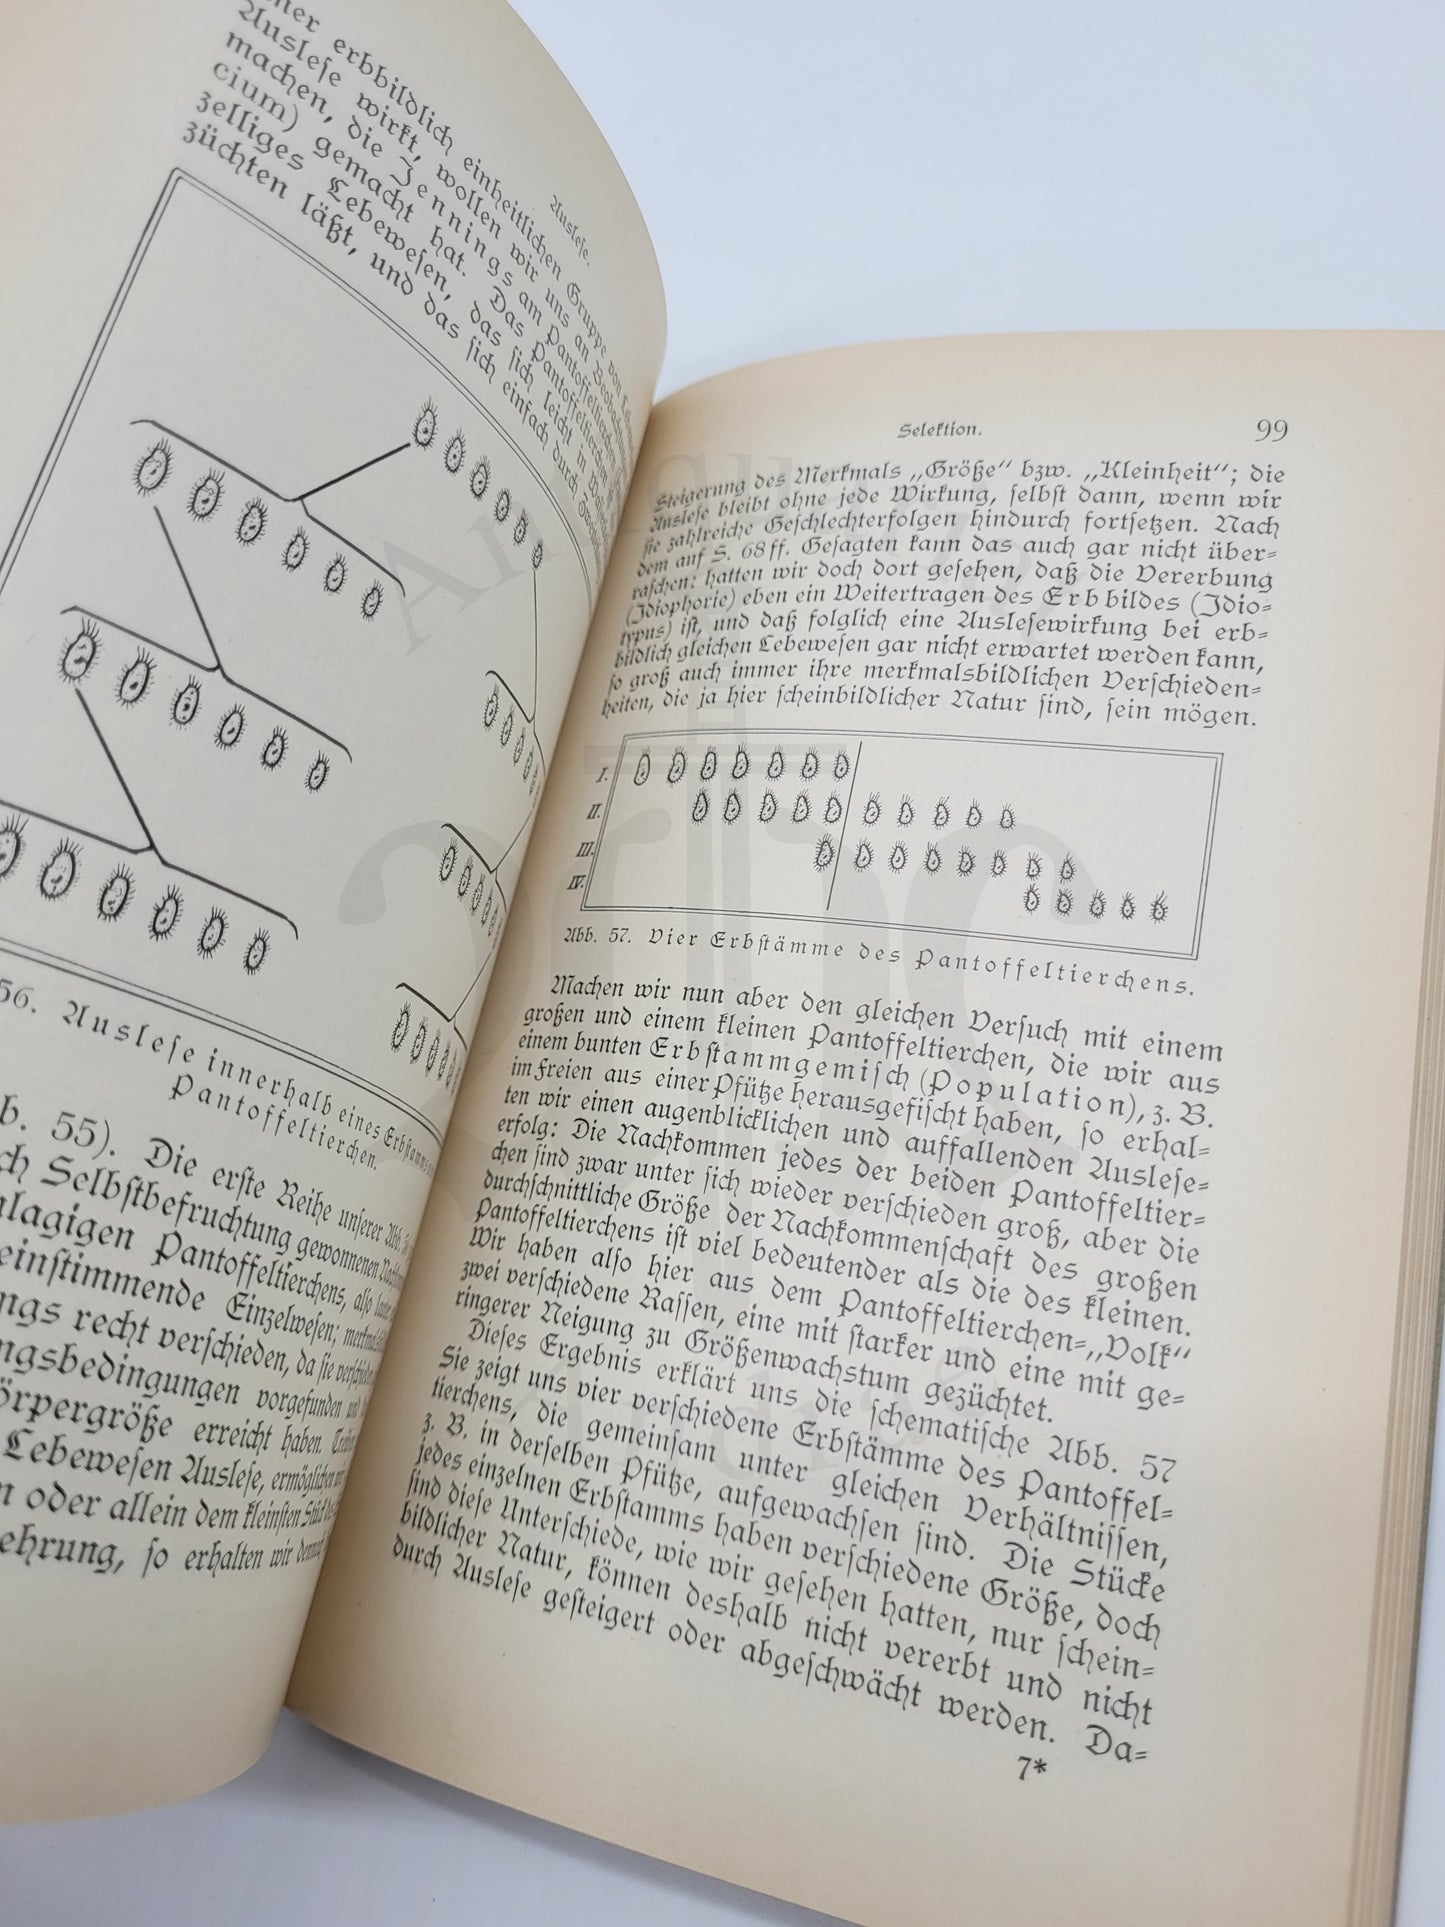 Auslese.
einer erbbildlich einheitlichen Gruppe von
Auslese wirkt, wollen wir uns an
machen, die Jennings am Pantoffeltierchen
cium) gemacht hat. Das Pantoffeltierchen
zelliges Lebewesen, das sich leicht in
züchten läßt, und das sich einfach durch
56. Auslese innerhalb eines Erbstammes
Pantoffeltierchen.
b. 55). Die erste Reihe unserer Abb.
ch Selbstbefruchtung gewonnenen
lagigen Pantoffeltierchens, also lauter
einstimmende Einzelwesen;
ngs recht verschieden, da sie
ngsbedingungen vorgefunden und
örpergröße erreicht haben.
Lebewesen Auslese, ermöglichen wir
n oder allein dem kleinsten Stück
ehrung, so erhalten wir dennoch
Selektion. 99
Steigerung des Merkmals „Größe“ bzw. „Kleinheit“; die
Auslese bleibt ohne jede Wirkung, selbst dann, wenn wir
sie zahlreiche Geschlechterfolgen hindurch fortsetzen. Nach
dem auf S. 68 ff. Gesagten kann das auch gar nicht über-
raschen: hatten wir doch dort gesehen, daß die Vererbung
(Idiophorie) eben ein Weitertragen des Erbbildes (Idio-
typus) ist, und daß folglich eine Auslesewirkung bei erb-
bildlich gleichen Lebewesen gar nicht erwartet werden kann,
so groß auch immer ihre merkmalsbildlichen Verschieden-
heiten, die ja hier scheinbildlicher Natur sind, sein mögen.
I.
II.
III.
IV.
Abb. 57. Vier Erbstämme des Pantoffeltierchens.
Machen wir nun aber den gleichen Versuch mit einem
großen und einem kleinen Pantoffeltierchen, die wir aus
einem bunten Erbstammgemisch (Population), z. B.
im Freien aus einer Pfütze herausgefischt haben, so erhal-
ten wir einen augenblicklichen und auffallenden Auslese-
erfolg: Die Nachkommen jedes der beiden Pantoffeltier-
chen sind zwar unter sich wieder verschieden groß, aber die
durchschnittliche Größe der Nachkommenschaft des großen
Pantoffeltierchens ist viel bedeutender als die des kleinen.
Wir haben also hier aus dem Pantoffeltierchen-„Volk“
zwei verschiedene Rassen, eine mit starker und eine mit ge-
ringerer Neigung zu Größenwachstum gezüchtet.
Dieses Ergebnis erklärt uns die schematische Abb. 57
Sie zeigt uns vier verschiedene Erbstämme des Pantoffel-
tierchens, die gemeinsam unter gleichen Verhältnissen,
z. B. in derselben Pfütze, aufgewachsen sind. Die Stücke
jedes einzelnen Erbstamms haben verschiedene Größe, doch
sind diese Unterschiede, wie wir gesehen hatten, nur schein-
bildlicher Natur, können deshalb nicht vererbt und nicht
durch Auslese gesteigert oder abgeschwächt werden. Da-
7*